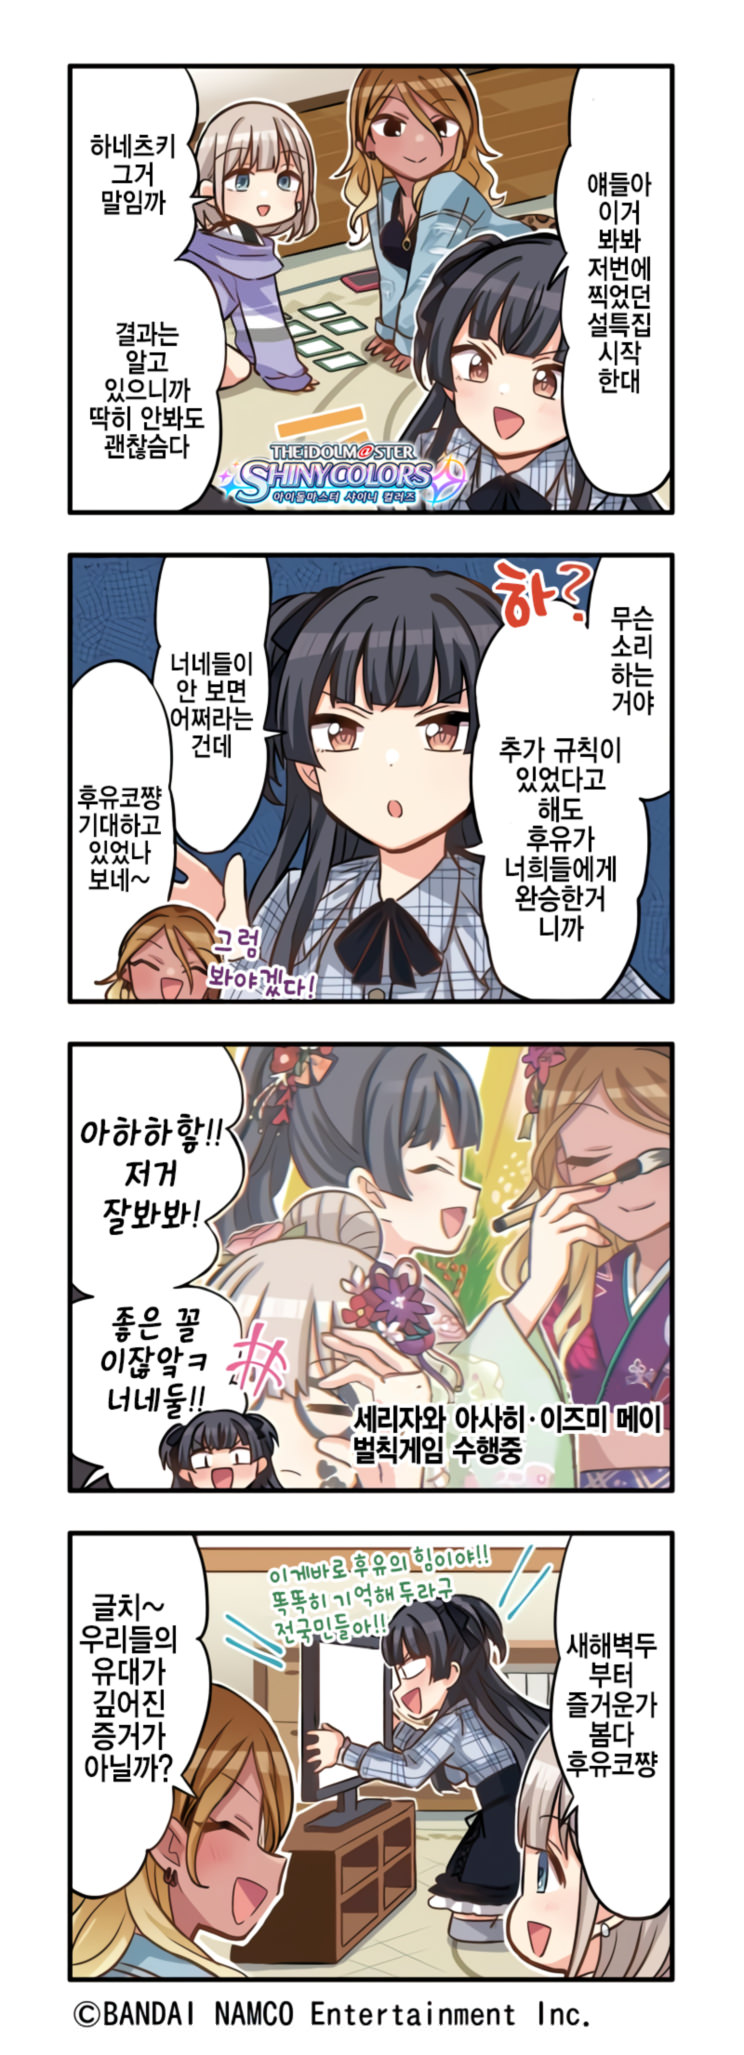 얘들아
이거
봐봐
저번에
찍었던
설특집
시작
한대
하네츠키
그거
말임까
결과는
알고
있으니까
딱히 안봐도
괜찮슴다
THE iDOLM@STER
SHINY COLORS
아이돌마스터 샤이니 컬러즈
하?
무슨
소리
하는
거야
추가 규칙이
있었다고
해도
후유가
너희들에게
완승한거
니까
너네들이
안 보면
어쩌라는
건데
후유코쨩
기대하고
있었나
보네~
그럼
봐야겠다!
아하하핳!!
저거
잘봐봐!
좋은 꼴
이잖앜ㅋ
너네둘!!
세리자와 아사히·이즈미 메이
벌칙게임 수행중
이게바로 후유의 힘이야!!
똑똑히 기억해 두라구
전국민들아!!
새해벽두
부터
즐거운가
봄다
후유코쨩
글치~
우리들의
유대가
깊어진
증거가
아닐까?
©BANDAI NAMCO Entertainment Inc.